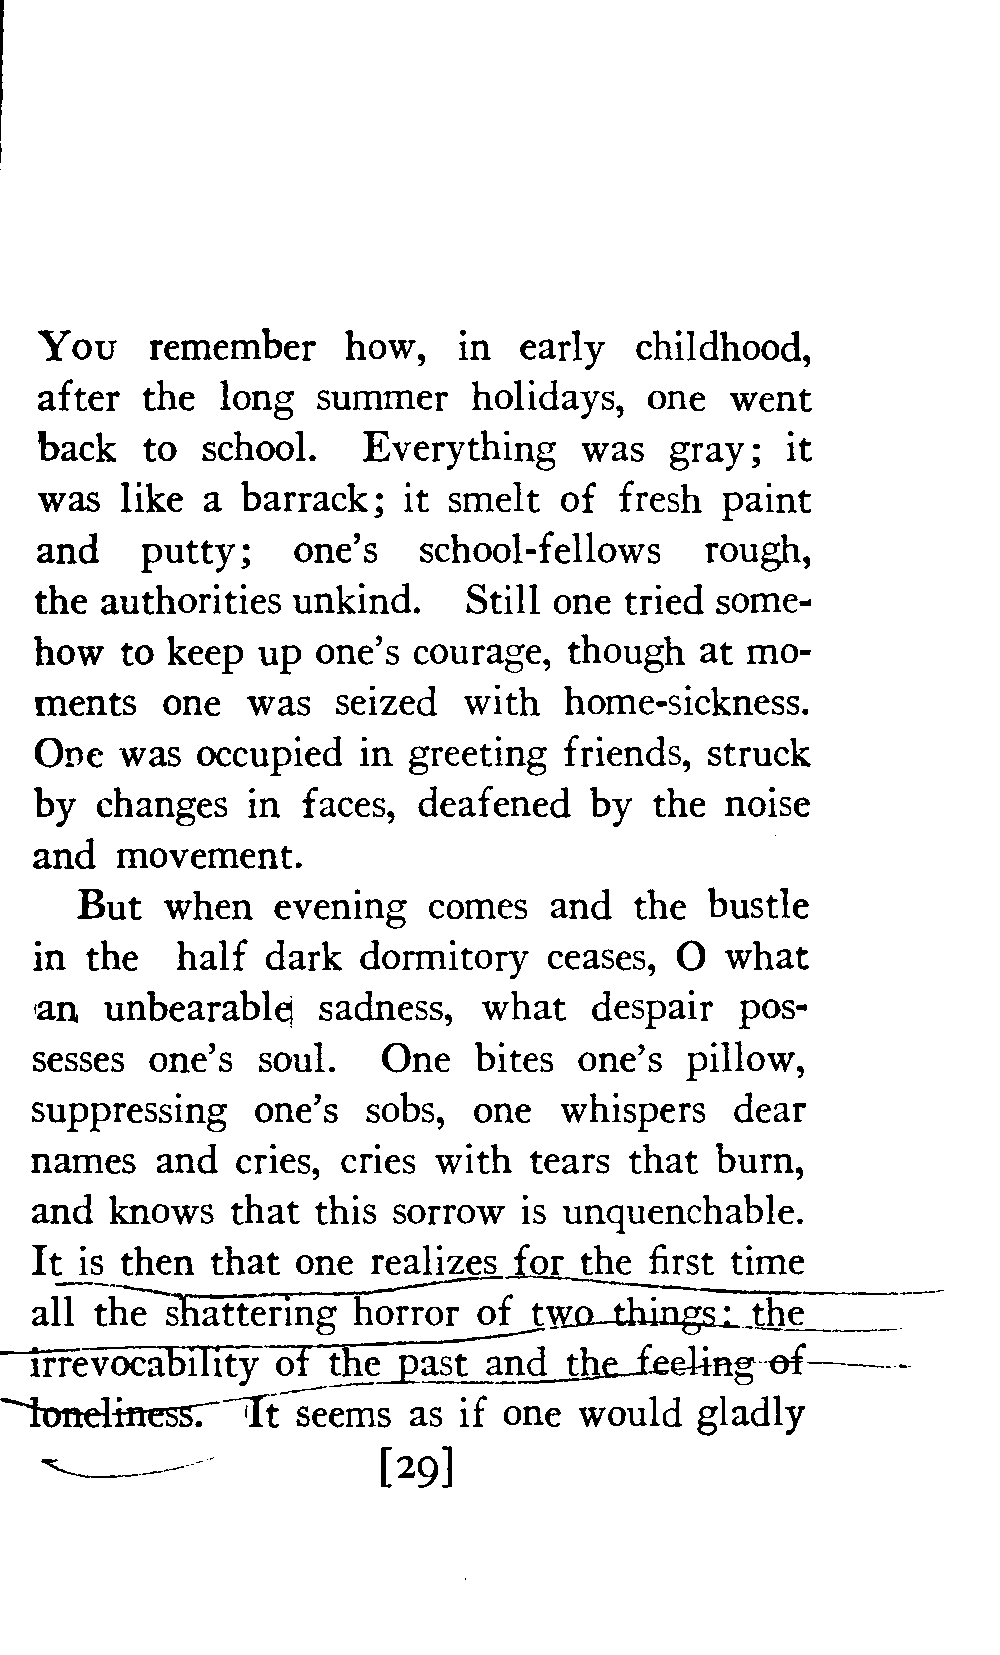 You remember how, in early childhood,
after the long summer holidays, one went
back to school. Everything was gray; it
was like a barrack; it smelt of fresh paint
and putty; one's school-fellows rough,
the authorities unkind. Still one tried some-
how to keep up one's courage, though at mo-
ments one was seized with home-sickness.
One was occupied in greeting friends, struck
by changes in faces, deafened by the noise
and movement.
But when evening comes and the bustle
in the half dark dormitory ceases, O what
an unbearable sadness, what despair pos-
sesses one's soul. One bites one's pillow,
suppressing one's sobs, one whispers dear
names and cries, cries with tears that burn,
and knows that this sorrow is unquenchable.
It is then that one realizes for the first time
all the shattering horror of two things: the
irrevocability of the past and the feeling of
loneliness. It seems as if one would gladly
[29]